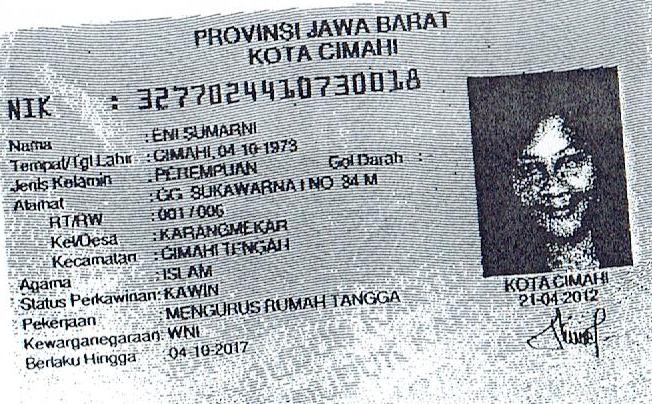 PROVINSI JAWA BARAT
KOTA CIMAHI
NIK : 3277024410730018
Nama : ENI SUMARNI
Tempat/Tgl Lahir : CIMAHI, 04-10-1973
Jenis Kelamin : PEREMPUAN Gol Darah :
Alamat : GG SUKAWARNA I NO 34 M
RT/RW : 001 / 006
Kel/Desa : KARANGMEKAR
Kecamatan : CIMAHI TENGAH
Agama : ISLAM
Status Perkawinan: KAWIN
Pekerjaan : MENGURUS RUMAH TANGGA
Kewarganegaraan: WNI
Berlaku Hingga : 04-10-2017
KOTA CIMAHI
21-04-2012